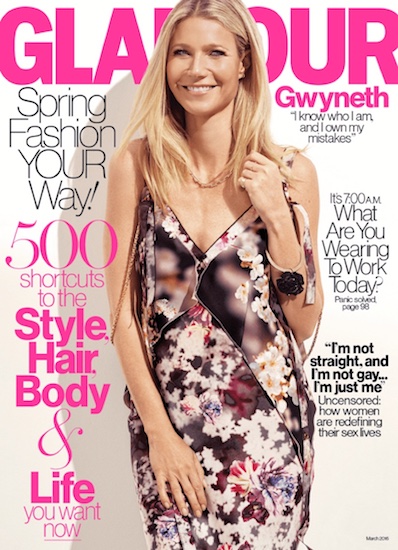 GLAMOUR
Spring
Fashion
YOUR
Way!
500
shortcuts
to the
Style,
Hair,
Body
&
Life
you want
now
Gwyneth
“I know who I am,
and I own my
mistakes”
It’s 7:00 A.M.
What
Are You
Wearing
To Work
Today?
Panic solved,
page 98
“I’m not
straight, and
I’m not gay...
I’m just me”
Uncensored:
how women
are redefining
their sex lives
March 2016